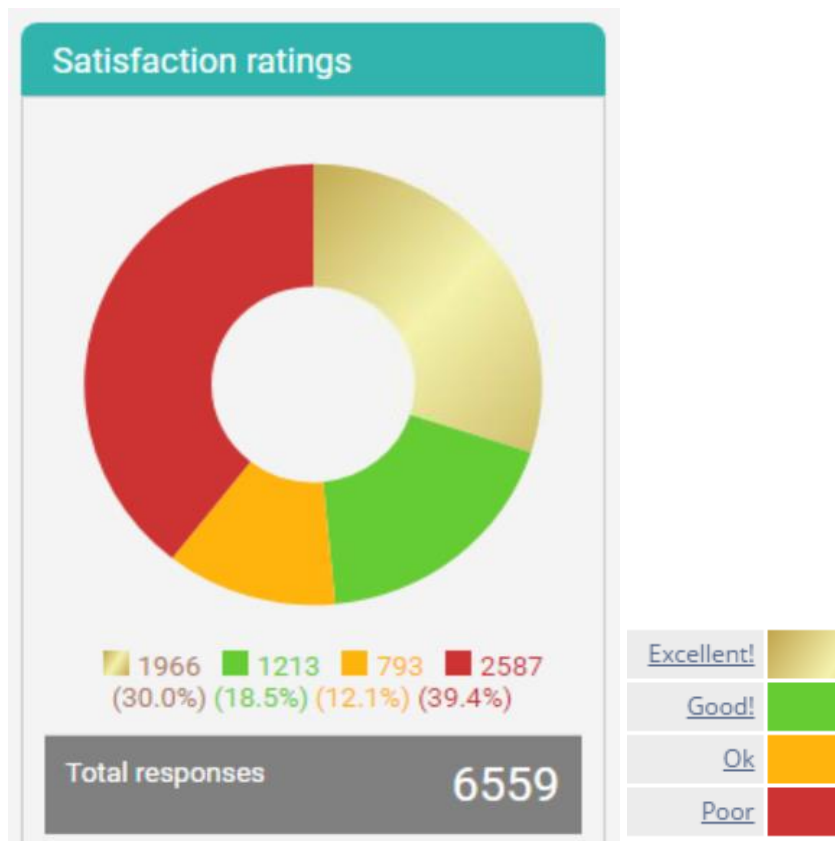 Satisfaction ratings
1966 1213 793 2587
(30.0%) (18.5%) (12.1%) (39.4%)
Total responses 6559
Excellent!
Good!
Ok
Poor